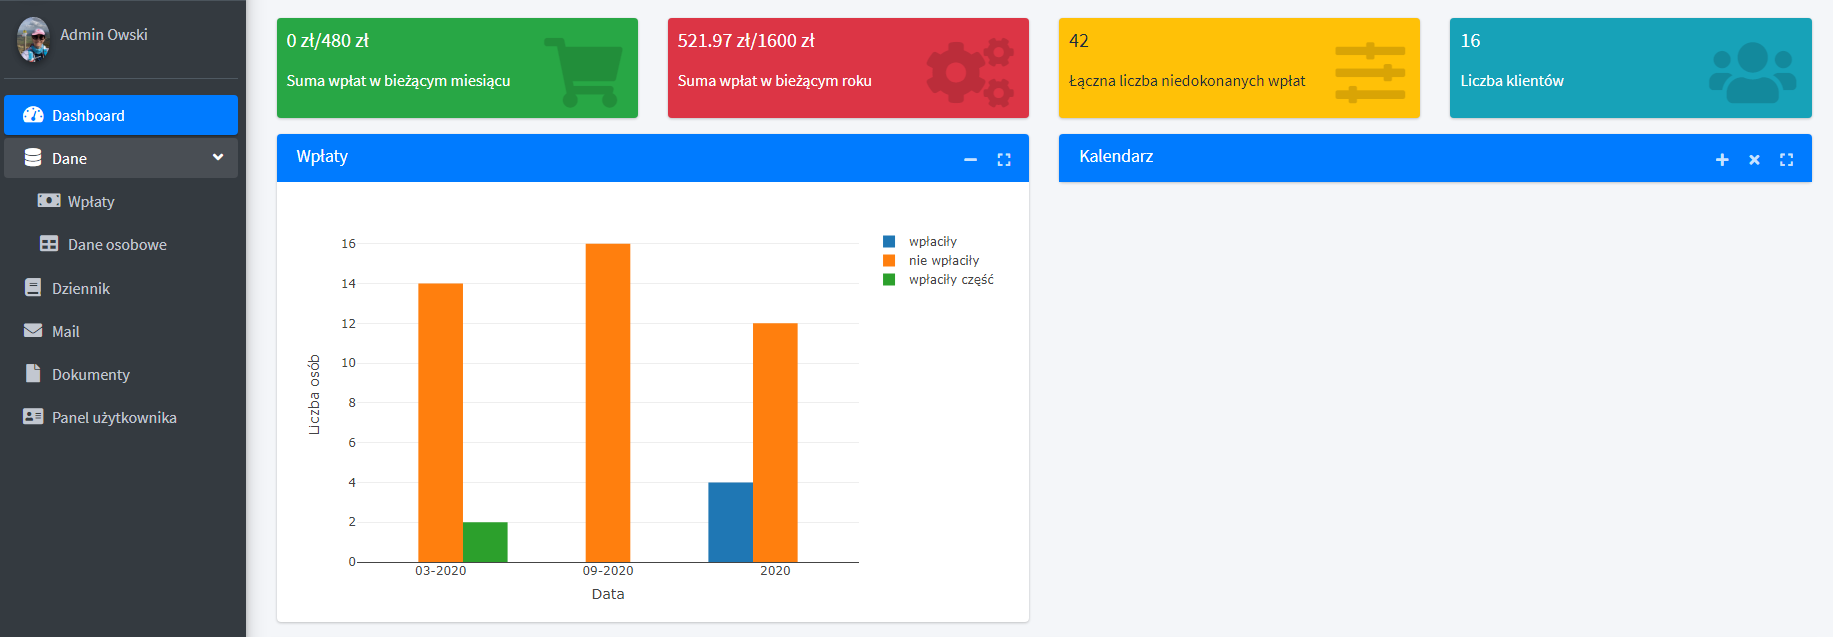 Admin Owski
Dashboard
Dane
Wpłaty
Dane osobowe
Dziennik
Mail
Dokumenty
Panel użytkownika
0 zł/480 zł
Suma wpłat w bieżącym miesiącu
521.97 zł/1600 zł
Suma wpłat w bieżącym roku
42
Łączna liczba niedokonanych wpłat
16
Liczba klientów
Wpłaty
16
14
12
10
8
6
4
2
0
Liczba osób
03-2020 09-2020 2020
Data
wpłaciły
nie wpłaciły
wpłaciły część
Kalendarz